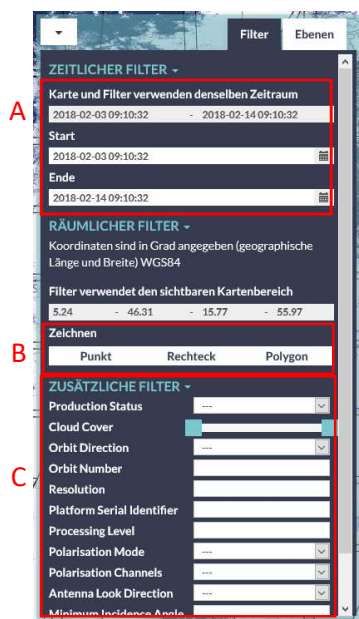 Filter Ebenen
ZEITLICHER FILTER
A
Karte und Filter verwenden denselben Zeitraum
2018-02-03 09:10:32 - 2018-02-14 09:10:32
Start
2018-02-03 09:10:32
Ende
2018-02-14 09:10:32
RÄUMLICHER FILTER
Koordinaten sind in Grad angegeben (geographische
Länge und Breite) WGS84
Filter verwendet den sichtbaren Kartenbereich
5.24 - 46.31 - 15.77 - 55.97
B
Zeichnen
Punkt Rechteck Polygon
ZUSÄTZLICHE FILTER
Production Status ---
Cloud Cover
Orbit Direction ---
C
Orbit Number
Resolution
Platform Serial Identifier
Processing Level
Polarisation Mode ---
Polarisation Channels ---
Antenna Look Direction ---
Minimum Incidence Angle